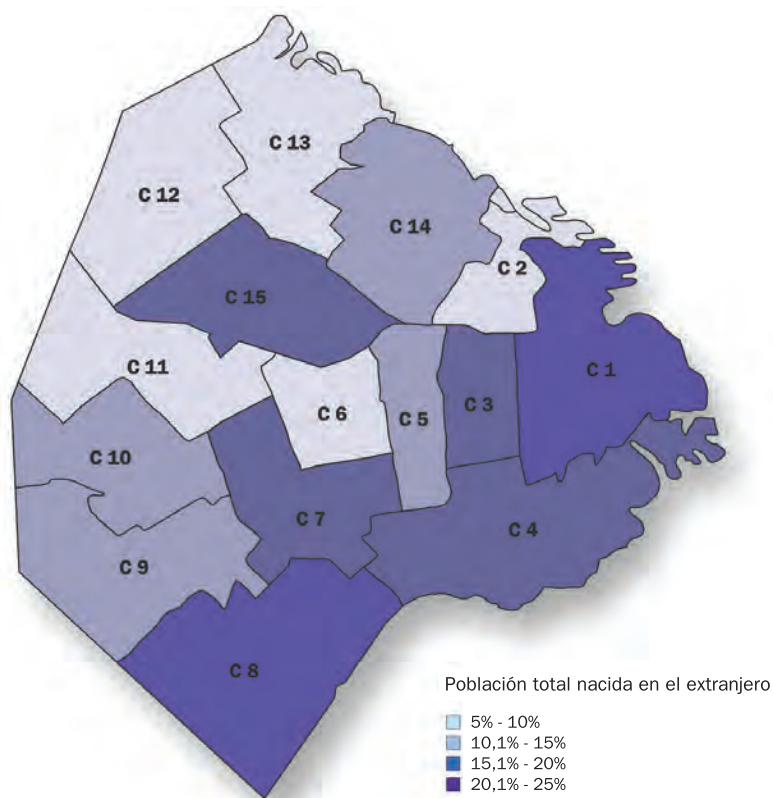 C 13
C 12
C 14
C 2
C 15
C 11
C 1
C 6
C 5
C 3
C 10
C 7
C 4
C 9
C 8
Población total nacida en el extranjero
5% - 10%
10,1% - 15%
15,1% - 20%
20,1% - 25%